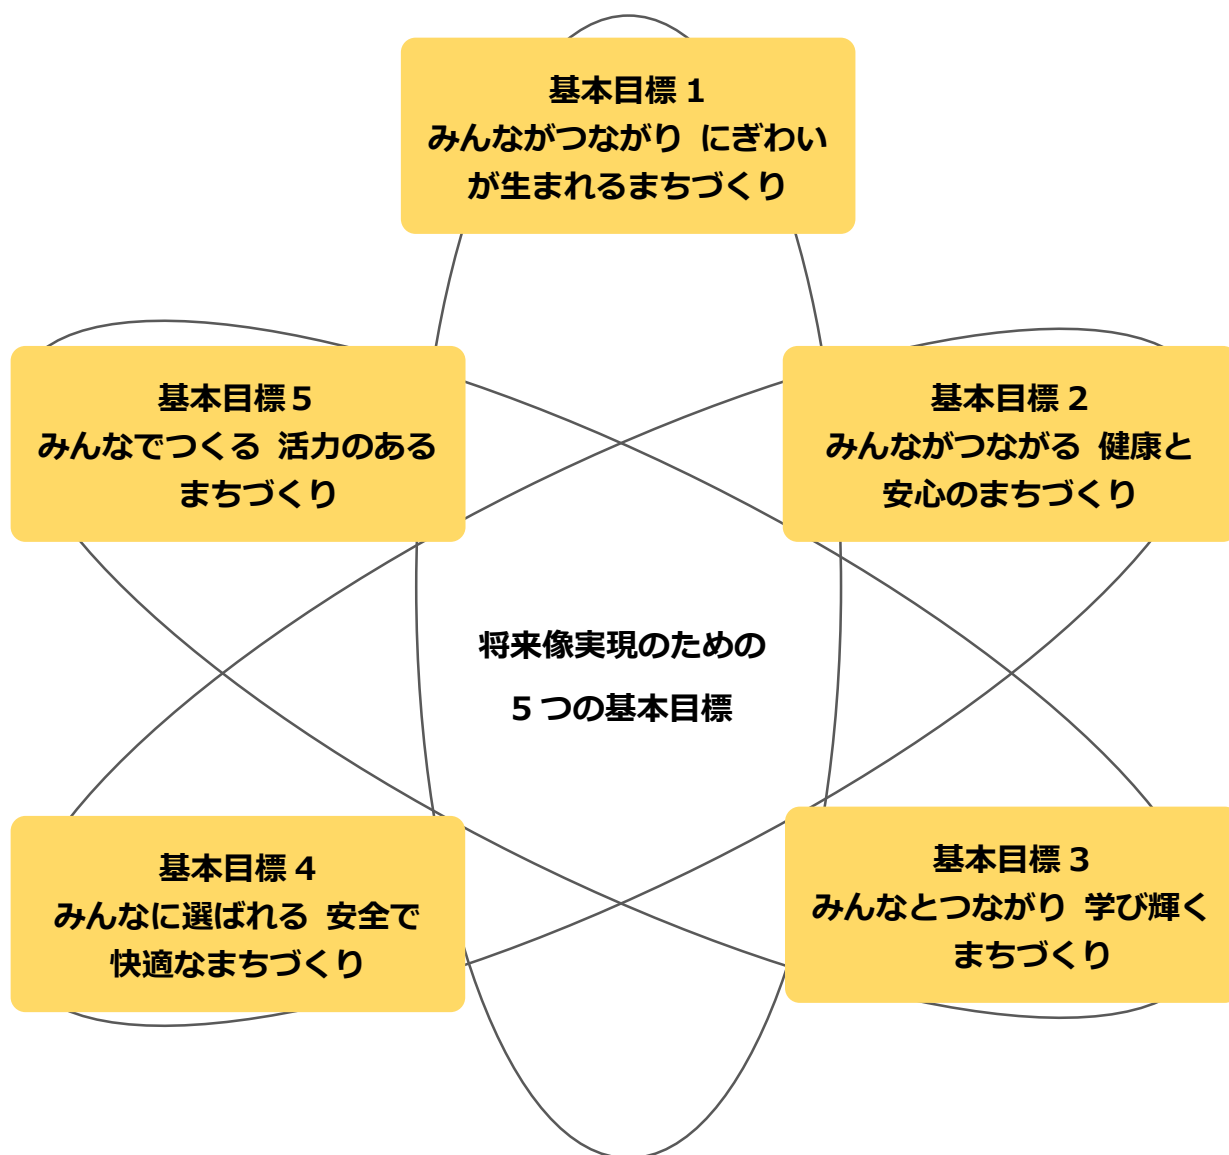 基本目標 1
みんながつながり にぎわい
が生まれるまちづくり
基本目標 5
みんなでつくる 活力のある
まちづくり
基本目標 2
みんながつながる 健康と
安心のまちづくり
将来像実現のための
5 つの基本目標
基本目標 4
みんなに選ばれる 安全で
快適なまちづくり
基本目標 3
みんなとつながり 学び輝く
まちづくり